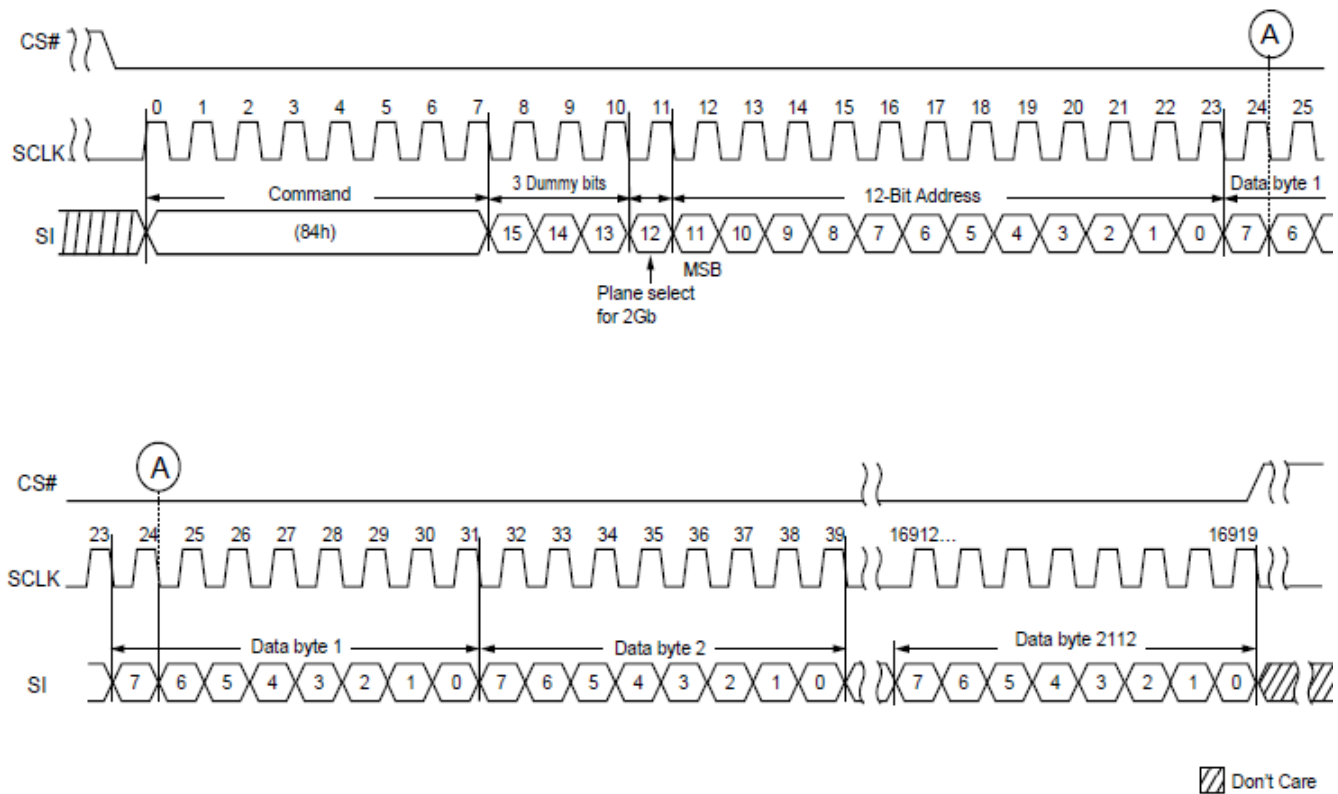 CS#
A
0 1 2 3 4 5 6 7 8 9 10 11 12 13 14 15 16 17 18 19 20 21 22 23 24 25
SCLK
Command 3 Dummy bits 12-Bit Address Data byte 1
SI (84h) 15 14 13 12 11 10 9 8 7 6 5 4 3 2 1 0 7 6
MSB
Plane select
for 2Gb
A
CS#
23 24 25 26 27 28 29 30 31 32 33 34 35 36 37 38 39 16912... 16919
SCLK
Data byte 1 Data byte 2 Data byte 2112
SI 7 6 5 4 3 2 1 0 7 6 5 4 3 2 1 0 7 6 5 4 3 2 1 0
Don't Care